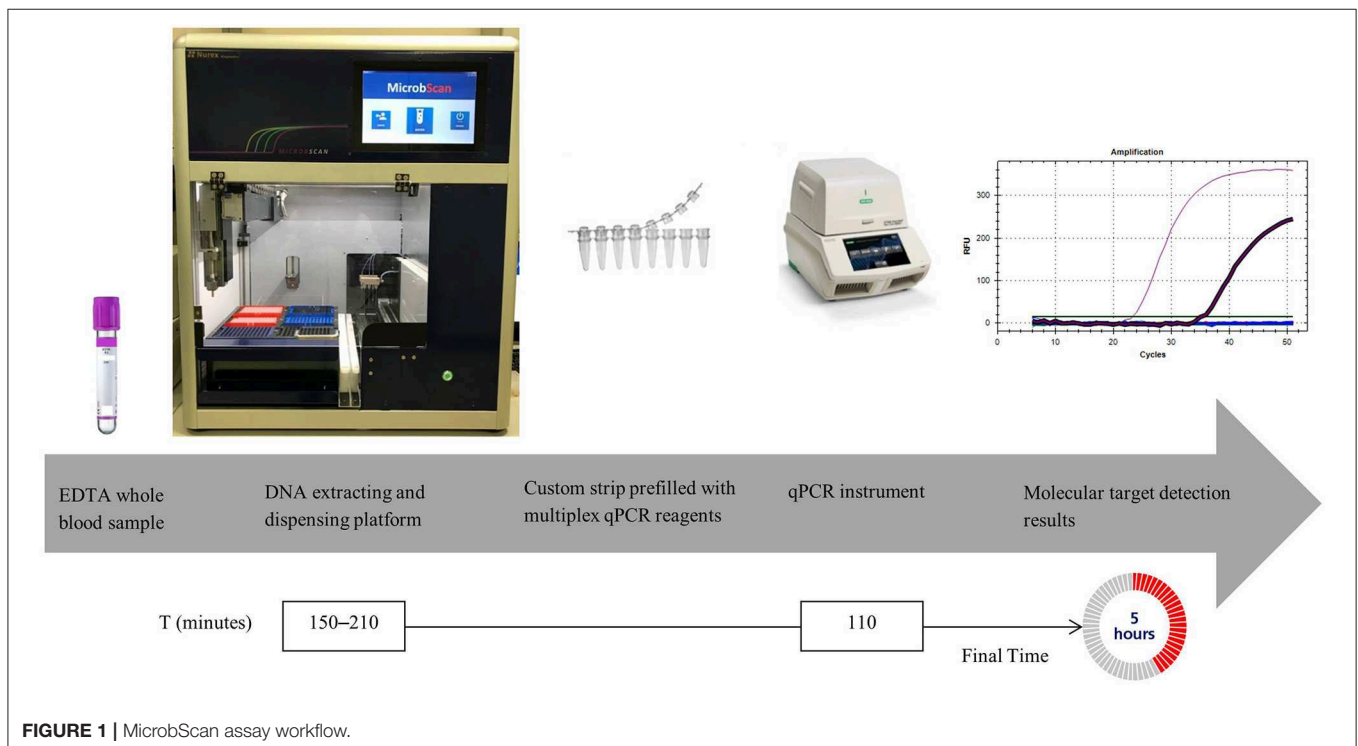 Nurex
MicrobScan
MICROBSCAN
Amplification
300
200
100
0
RFU
0
10
20
30
40
50
Cycles
EDTA whole
blood sample
DNA extracting and
dispensing platform
Custom strip prefilled with
multiplex qPCR reagents
qPCR instrument
Molecular target detection
results
T (minutes)
150–210
110
Final Time
5
hours
FIGURE 1 | MicrobScan assay workflow.